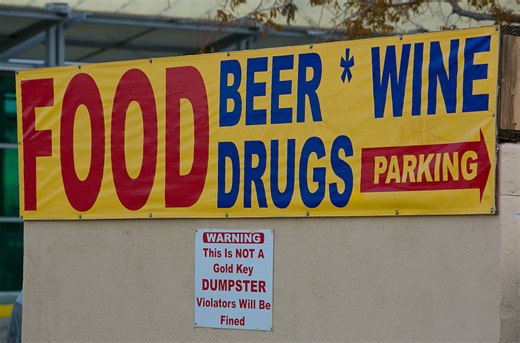 FOOD
BEER * WINE
DRUGS
PARKING
WARNING
This Is NOT A
Gold Key
DUMPSTER
Violators Will Be
Fined